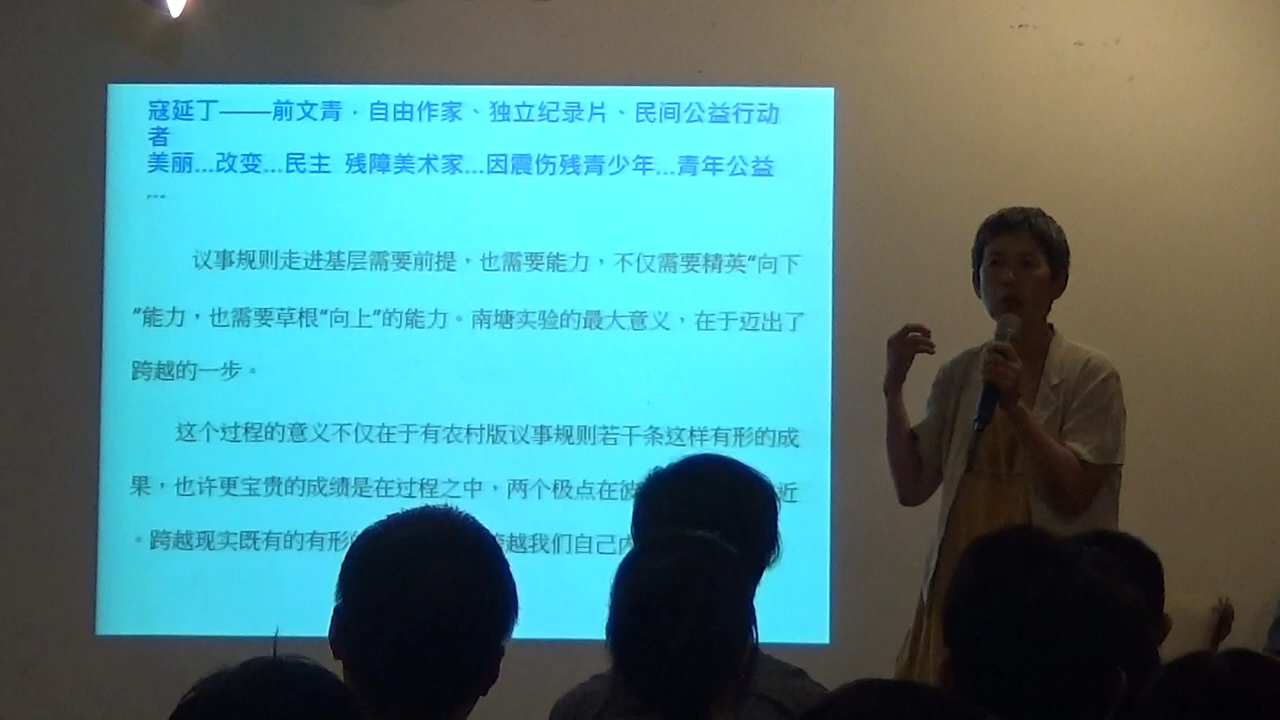 寇延丁——前文青，自由作家、独立纪录片、民间公益行动
者
美丽...改变...民主 残障美术家...因震伤残青少年...青年公益
...
议事规则走进基层需要前提，也需要能力，不仅需要精英“向下
”能力，也需要草根“向上”的能力。南塘实验的最大意义，在于迈出了
跨越的一步。
这个过程的意义不仅在于有农村版议事规则若干条这样有形的成
果，也许更宝贵的成绩是在过程之中，两个极点在彼 近
。跨越现实既有的有形的 越我们自己内